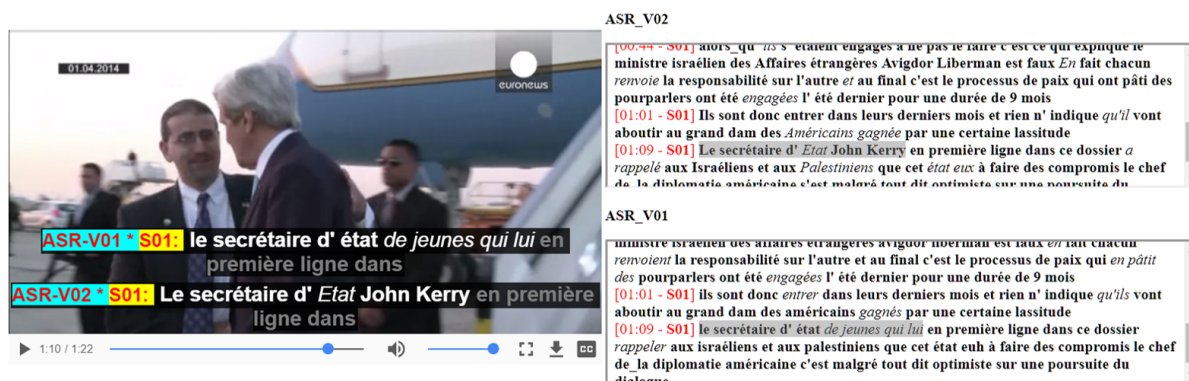 01.04.2014
euronews
ASR-V01 * S01: le secrétaire d' état de jeunes qui lui en
première ligne dans
ASR-V02 * S01: Le secrétaire d' Etat John Kerry en première
ligne dans
1:10 / 1:22
CC
ASR_V02
[00:44 - S01] alors_qu' ils s' étaient engagés à ne pas le faire c'est ce qui explique le
ministre israélien des Affaires étrangères Avigdor Liberman est faux En fait chacun
renvoie la responsabilité sur l'autre et au final c'est le processus de paix qui ont pâti des
pourparlers ont été engagées l' été dernier pour une durée de 9 mois
[01:01 - S01] Ils sont donc entrer dans leurs derniers mois et rien n' indique qu'il vont
aboutir au grand dam des Américains gagnée par une certaine lassitude
[01:09 - S01] Le secrétaire d' Etat John Kerry en première ligne dans ce dossier a
rappelé aux Israéliens et aux Palestiniens que cet état eux à faire des compromis le chef
de_la diplomatie américaine s'est malgré tout dit optimiste sur une poursuite du
ASR_V01
ministre israélien des affaires étrangères avigdor liberman est faux en fait chacun
renvoient la responsabilité sur l'autre et au final c'est le processus de paix qui en pâtit
des pourparlers ont été engagées l' été dernier pour une durée de 9 mois
[01:01 - S01] ils sont donc entrer dans leurs derniers mois et rien n' indique qu'ils vont
aboutir au grand dam des américains gagnés par une certaine lassitude
[01:09 - S01] le secrétaire d' état de jeunes qui lui en première ligne dans ce dossier
rappeler aux israéliens et aux palestiniens que cet état euh à faire des compromis le chef
de_la diplomatie américaine c'est malgré tout dit optimiste sur une poursuite du
dialogue